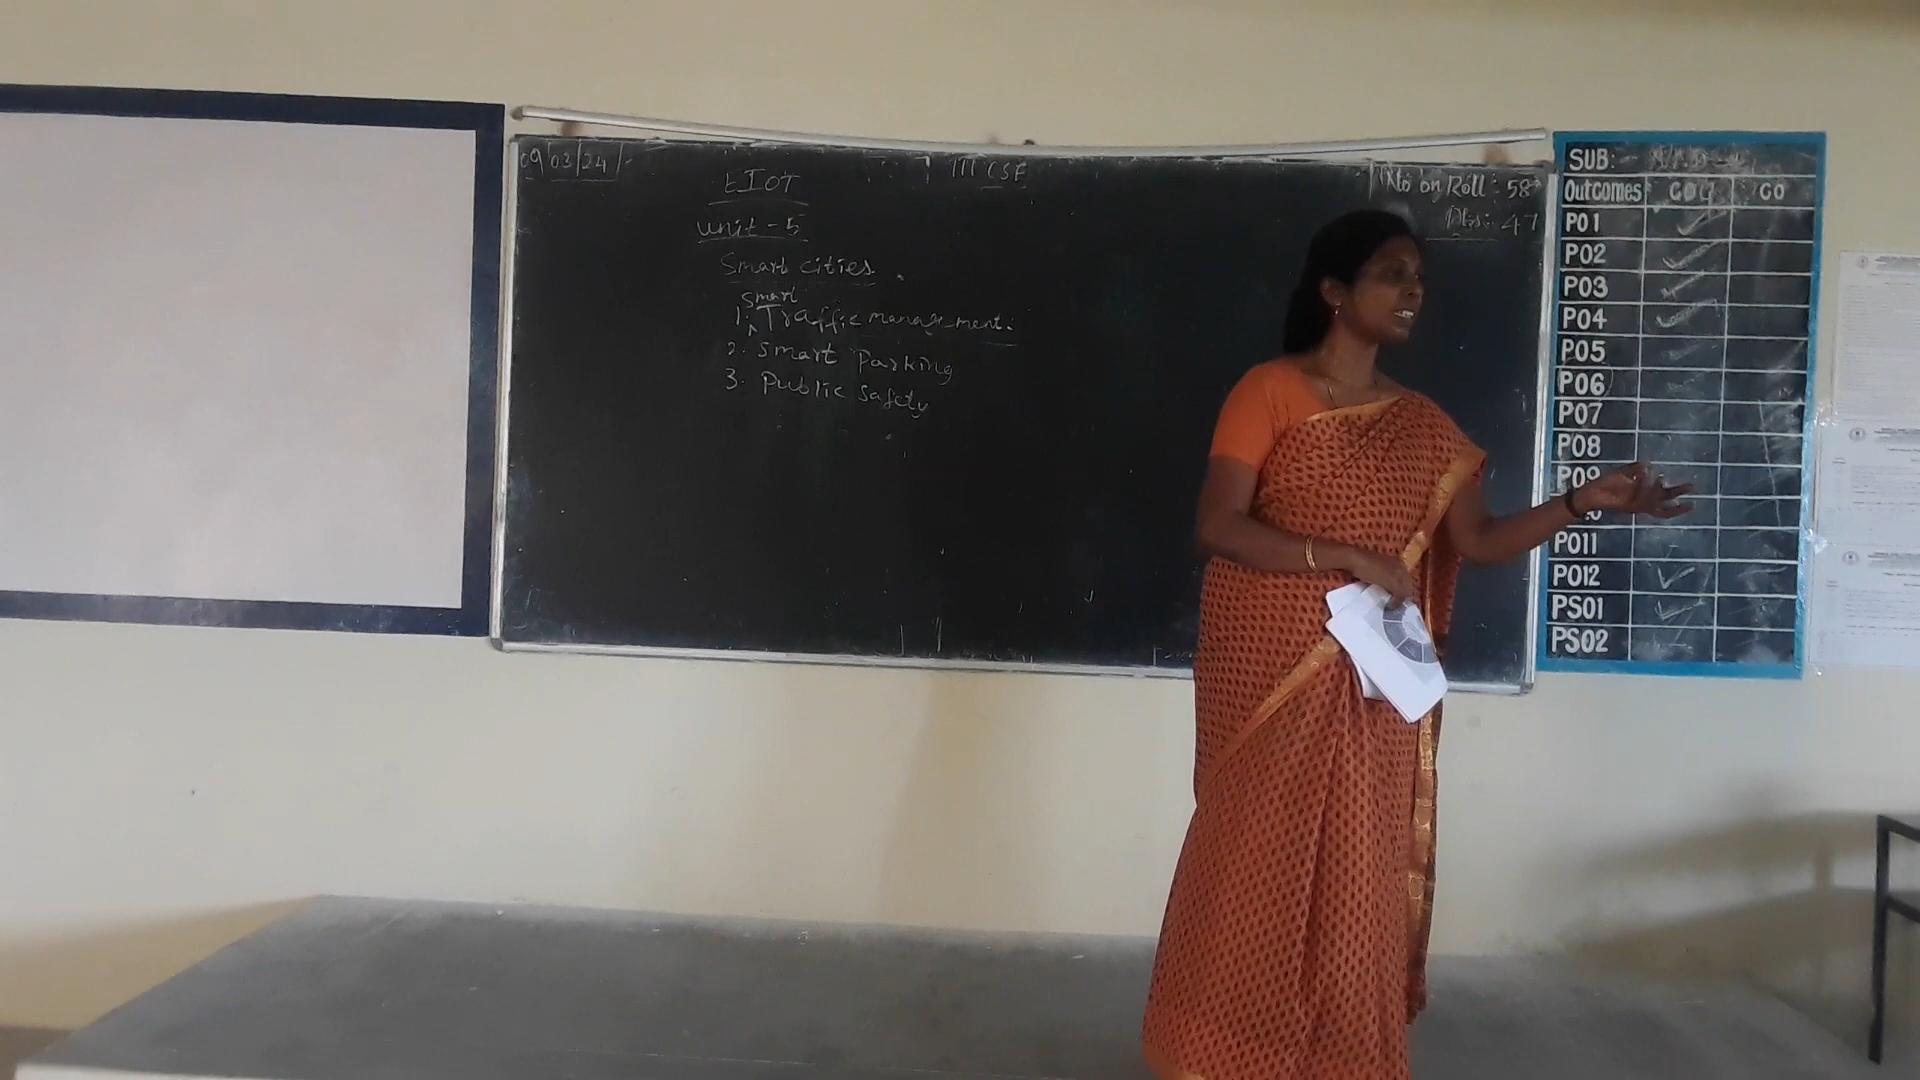 09/03/24
III CSE
EIOT
Unit - 5
Smart cities.
Smart
1. Traffic management:
2. Smart parking
3. Public safety
No on Roll: 58
47
SUB:
Outcomes CO4 CO
PO1
PO2
PO3
PO4
PO5
PO6
PO7
PO8
PO9
PO11
PO12
PSO1
PSO2